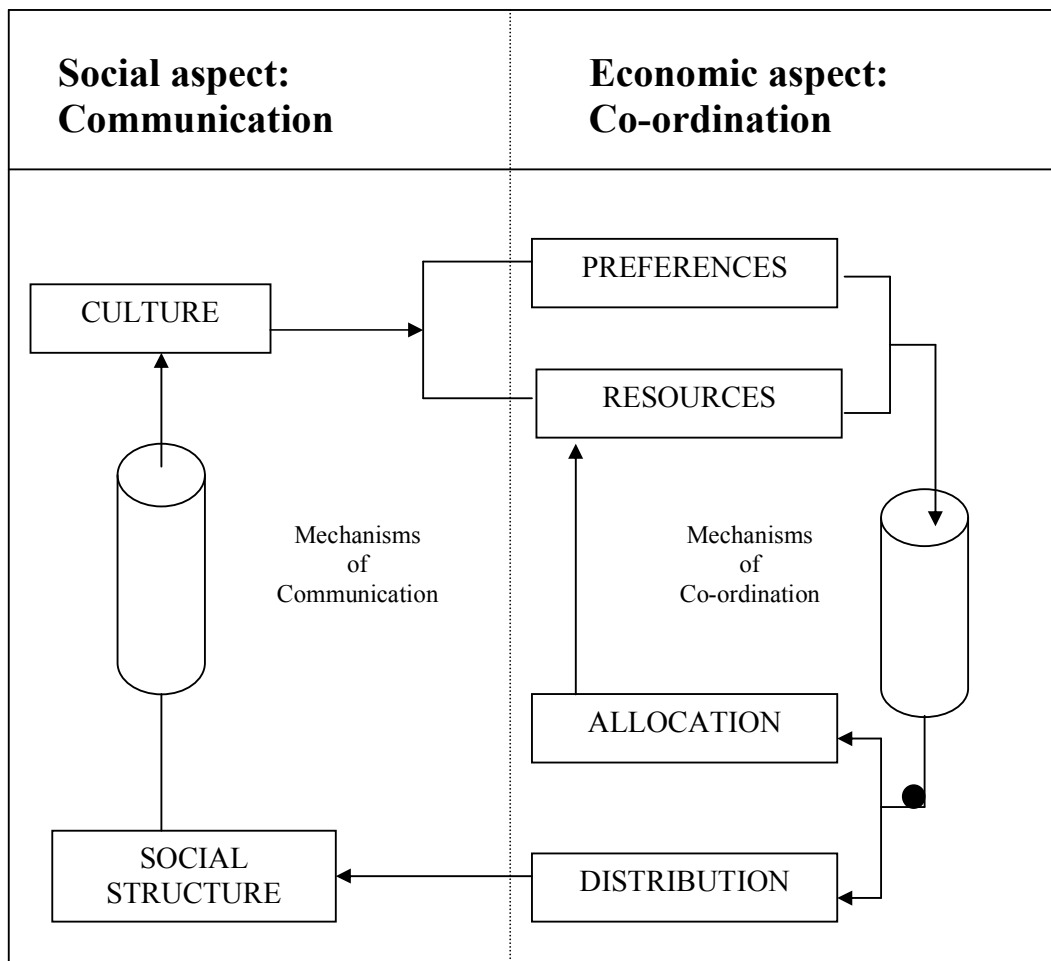 Social aspect:
Communication
Economic aspect:
Co-ordination
PREFERENCES
CULTURE
RESOURCES
Mechanisms
of
Communication
Mechanisms
of
Co-ordination
ALLOCATION
SOCIAL
STRUCTURE
DISTRIBUTION